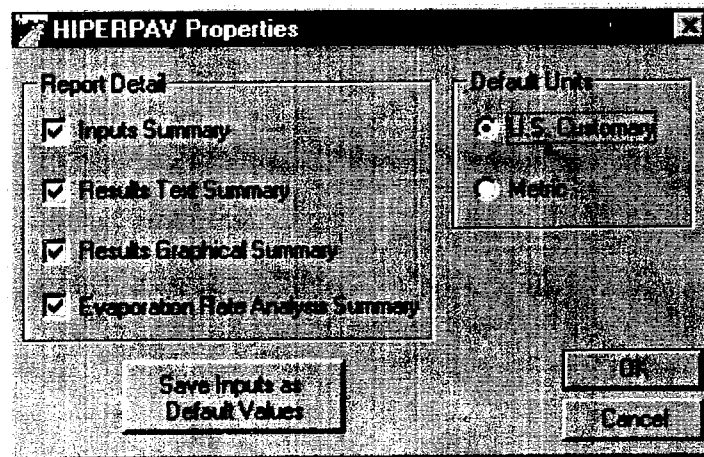 HIPERPAV Properties
Report Detail
Inputs Summary
Results Text Summary
Results Graphical Summary
Evaporation Rate Analysis Summary
Default Units
U.S. Customary
Metric
Save Inputs as
Default Values
OK
Cancel